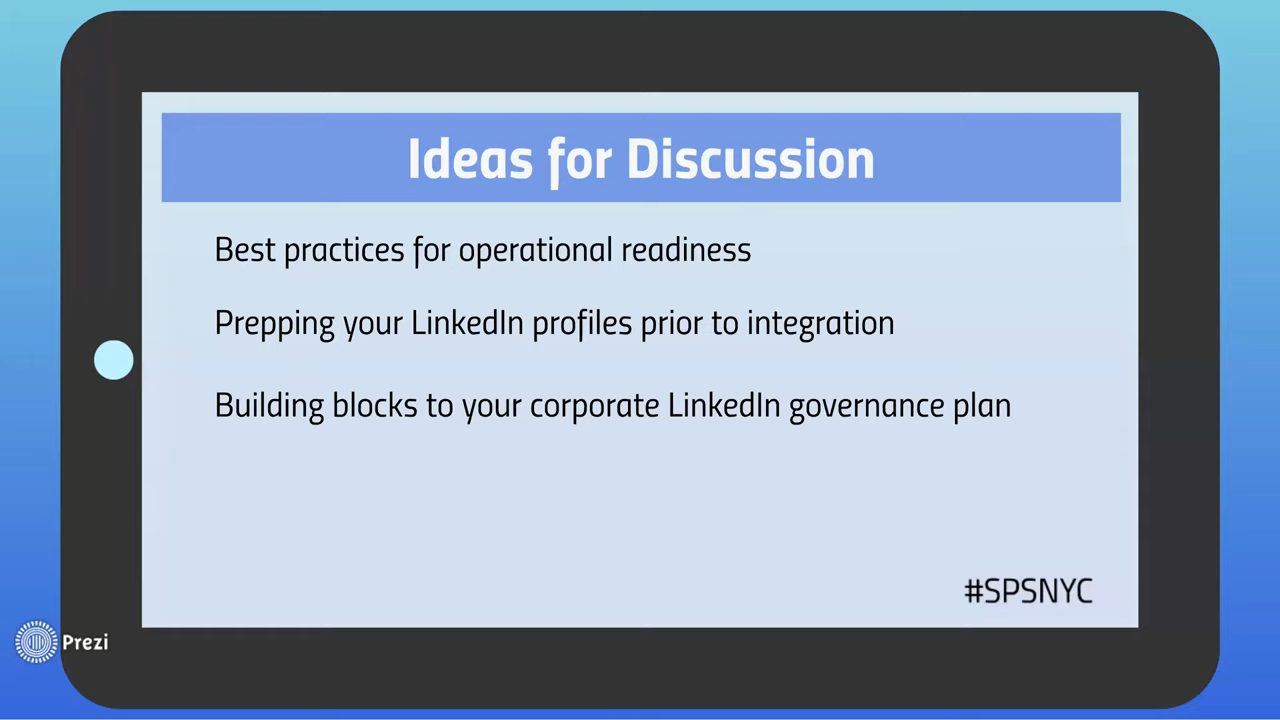 Ideas for Discussion
Best practices for operational readiness
Prepping your LinkedIn profiles prior to integration
Building blocks to your corporate LinkedIn governance plan
#SPSNYC
Prezi